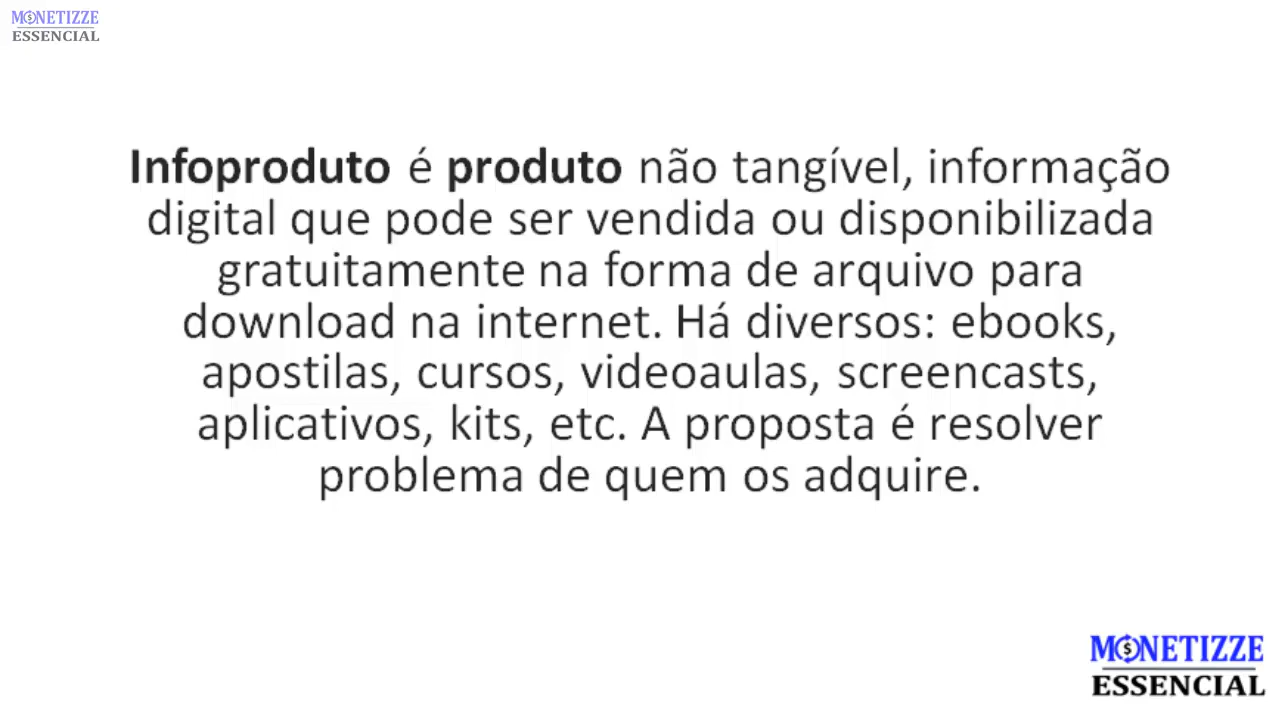 MONETIZZE
ESSENCIAL
Infoproduto é produto não tangível, informação
digital que pode ser vendida ou disponibilizada
gratuitamente na forma de arquivo para
download na internet. Há diversos: ebooks,
apostilas, cursos, videoaulas, screencasts,
aplicativos, kits, etc. A proposta é resolver
problema de quem os adquire.
MONETIZZE
ESSENCIAL